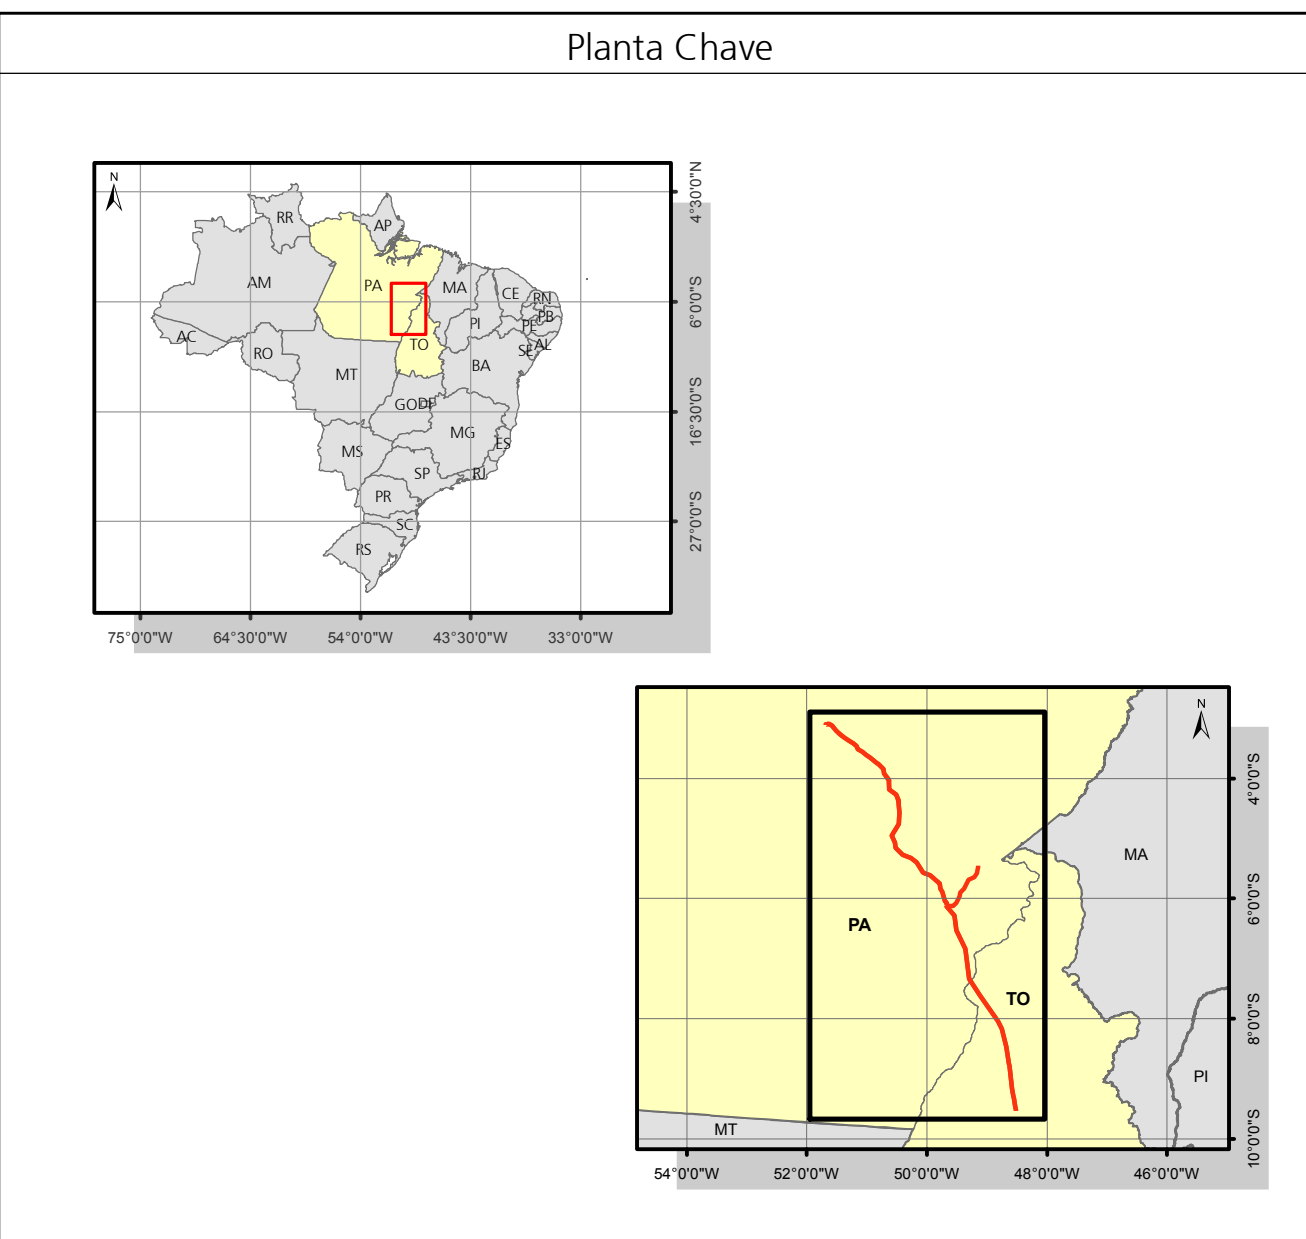 Planta Chave
N
RR
AP
AM
PA
MA
CE
RN
PB
PI
PE
AC
AL
RO
TO
SE
MT
BA
GO
DF
MG
ES
MS
SP
RJ
PR
SC
RS
4°30'0"N
6°0'0"S
16°30'0"S
27°0'0"S
75°0'0"W 64°30'0"W 54°0'0"W 43°30'0"W 33°0'0"W
N
MA
PA
TO
PI
MT
4°0'0"S
6°0'0"S
8°0'0"S
10°0'0"S
54°0'0"W 52°0'0"W 50°0'0"W 48°0'0"W 46°0'0"W